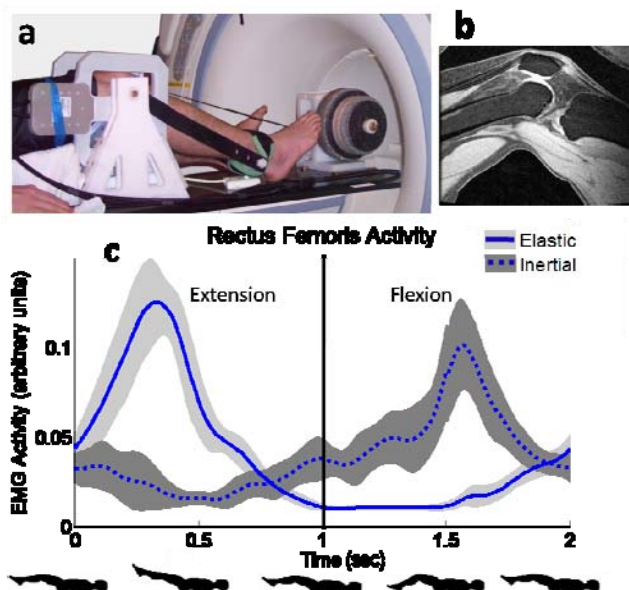 a
b
c
Rectus Femoris Activity
Elastic
Inertial
Extension
Flexion
EMG Activity (arbitrary units)
0.1
0.05
0
0
0.5
1
1.5
2
Time (sec)